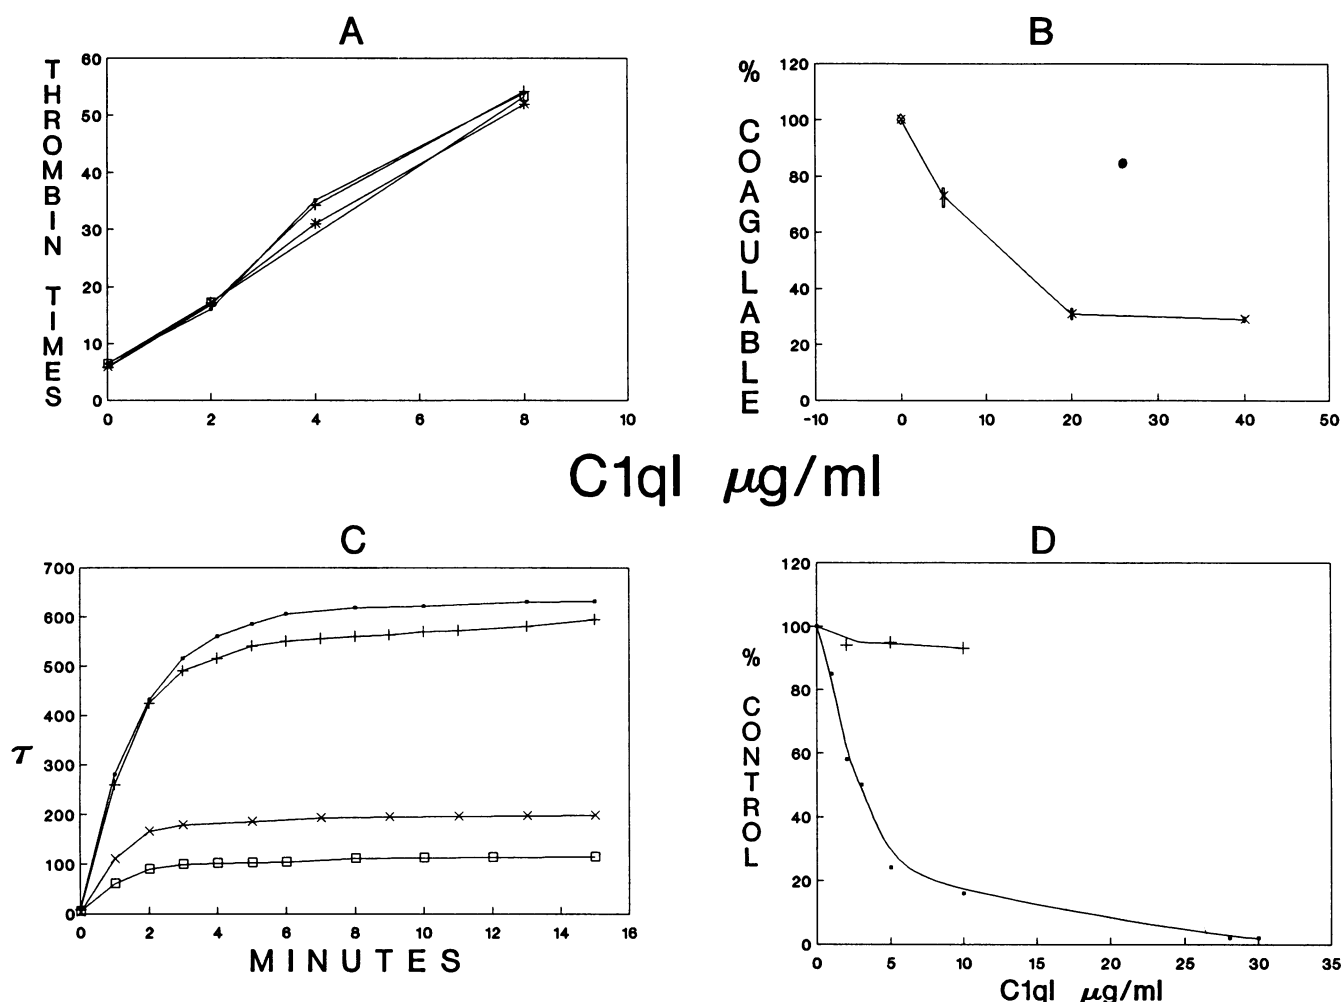 A
THROMBIN TIMES
60
50
40
30
20
10
0
0 2 4 6 8 10
B
% COAGULABLE
120
100
80
60
40
20
0
-10 0 10 20 30 40 50
C1qI μg/ml
C
τ
700
600
500
400
300
200
100
0
0 2 4 6 8 10 12 14 16
MINUTES
D
% CONTROL
120
100
80
60
40
20
0
0 5 10 15 20 25 30 35
C1qI μg/ml